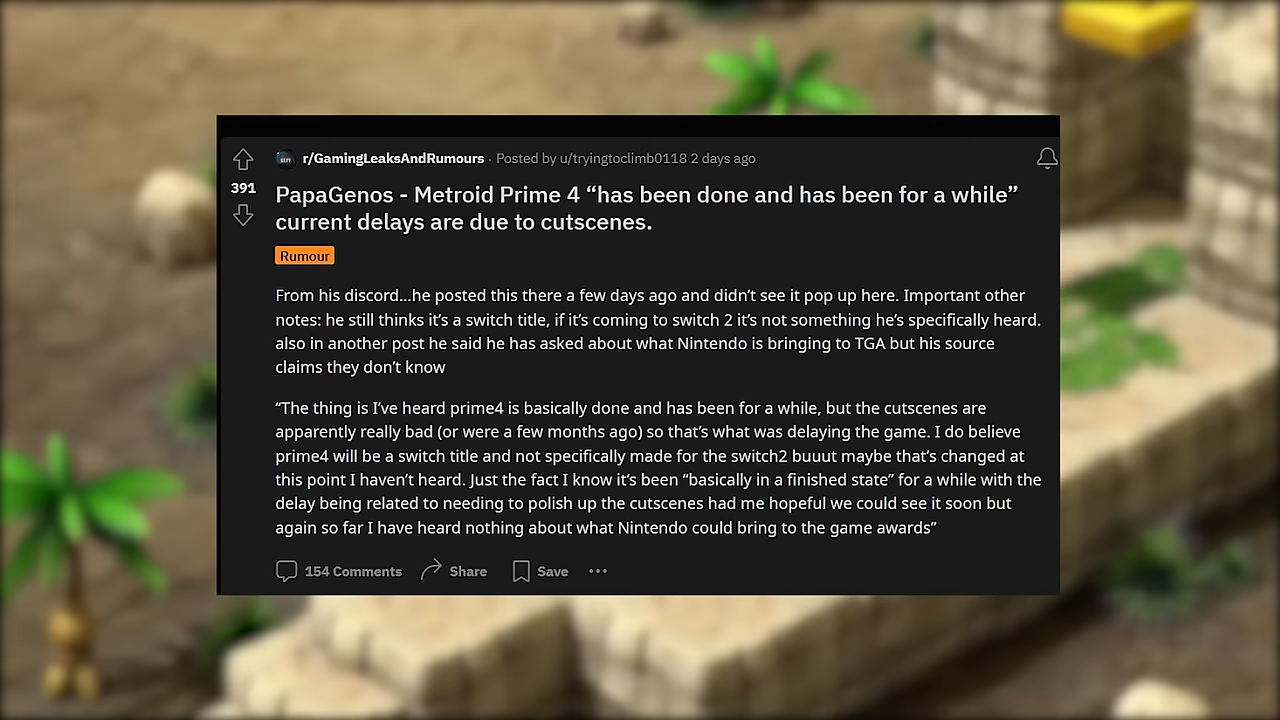 r/GamingLeaksAndRumours · Posted by u/tryingtoclimb0118 2 days ago
391
PapaGenos - Metroid Prime 4 “has been done and has been for a while”
current delays are due to cutscenes.
Rumour
From his discord...he posted this there a few days ago and didn’t see it pop up here. Important other
notes: he still thinks it’s a switch title, if it’s coming to switch 2 it’s not something he’s specifically heard.
also in another post he said he has asked about what Nintendo is bringing to TGA but his source
claims they don’t know
“The thing is I’ve heard prime4 is basically done and has been for a while, but the cutscenes are
apparently really bad (or were a few months ago) so that’s what was delaying the game. I do believe
prime4 will be a switch title and not specifically made for the switch2 buuut maybe that’s changed at
this point I haven’t heard. Just the fact I know it’s been “basically in a finished state” for a while with the
delay being related to needing to polish up the cutscenes had me hopeful we could see it soon but
again so far I have heard nothing about what Nintendo could bring to the game awards”
154 Comments Share Save